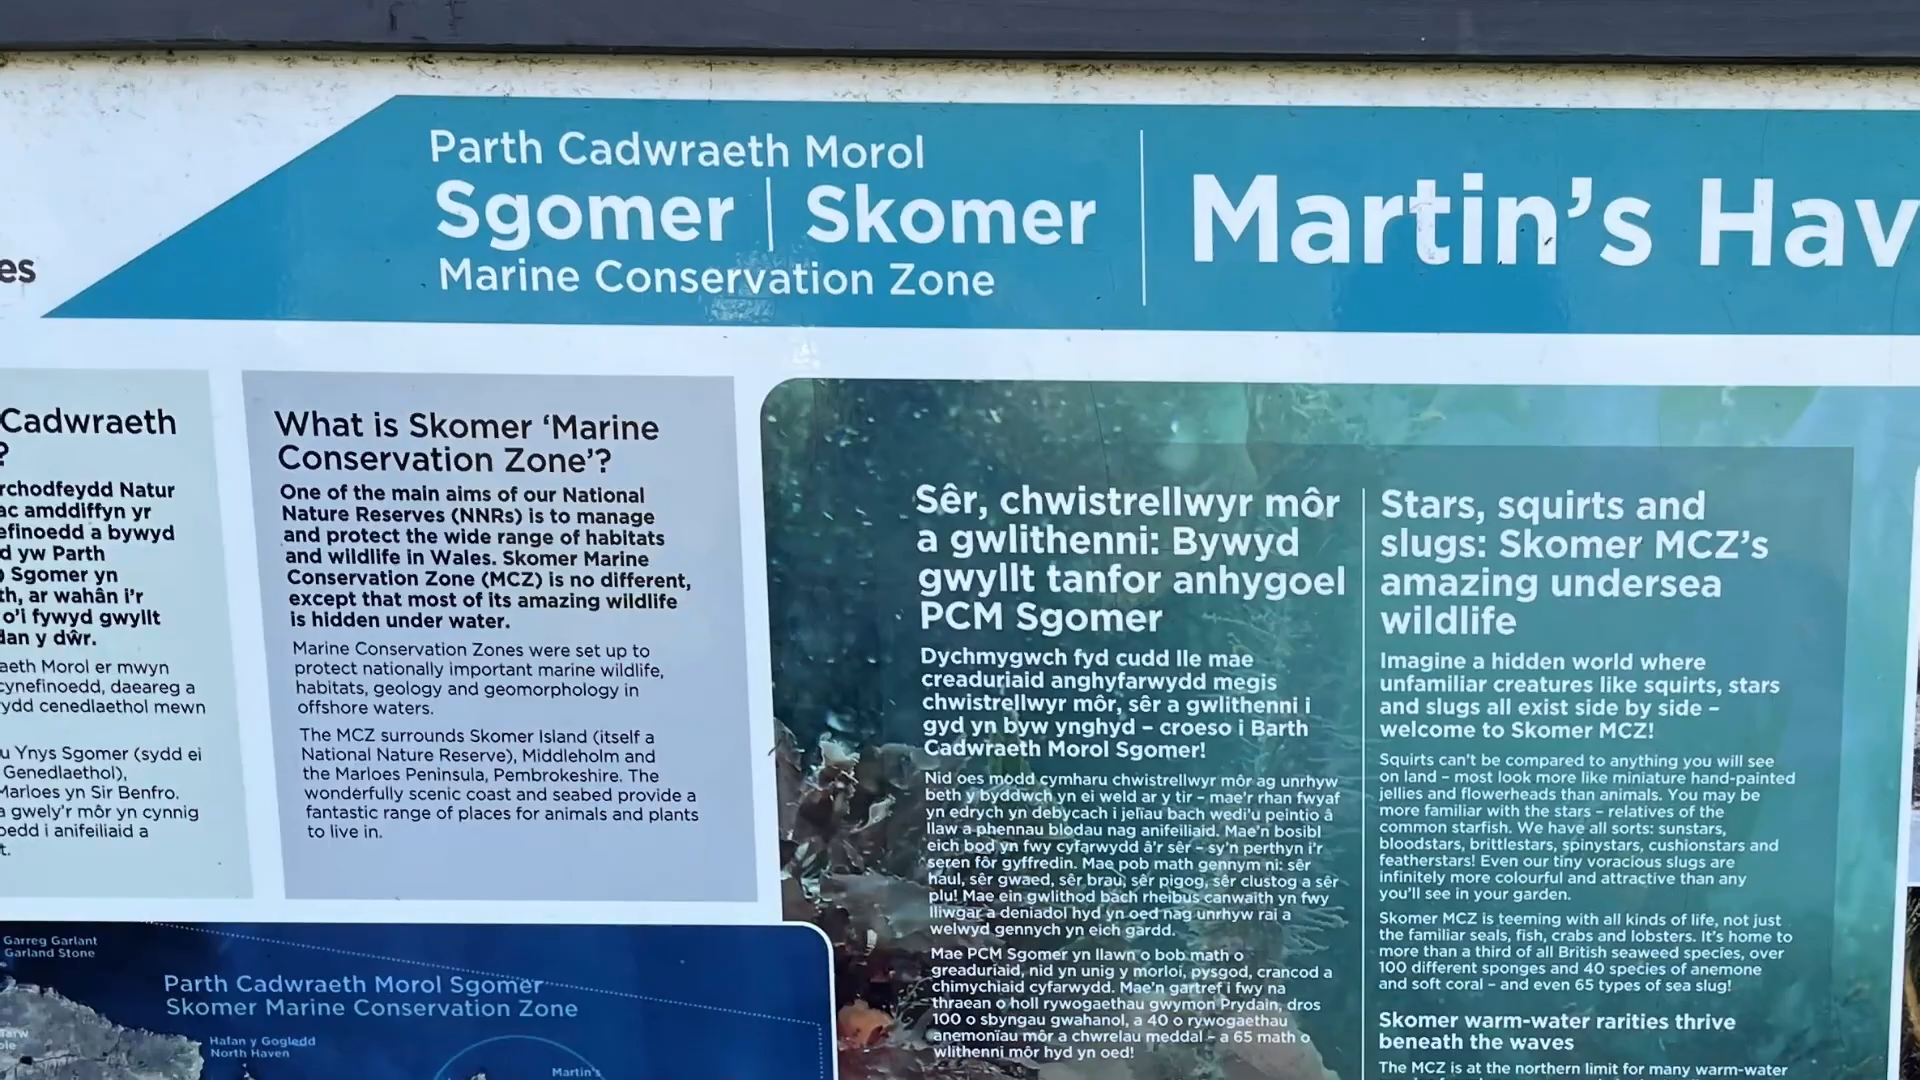 Parth Cadwraeth Morol
Sgomer | Skomer
Marine Conservation Zone
Martin's Hav
es
Cadwraeth
?
rchodfeydd Natur
ac amddiffyn yr
efinoedd a bywyd
d yw Parth
) Sgomer yn
th, ar wahân i'r
o'i fywyd gwyllt
dan y dŵr.
aeth Morol er mwyn
cynefinoedd, daeareg a
ydd cenedlaethol mewn
u Ynys Sgomer (sydd ei
Genedlaethol),
Marloes yn Sir Benfro.
a gwely'r môr yn cynnig
oedd i anifeiliaid a
t.
What is Skomer 'Marine
Conservation Zone'?
One of the main aims of our National
Nature Reserves (NNRs) is to manage
and protect the wide range of habitats
and wildlife in Wales. Skomer Marine
Conservation Zone (MCZ) is no different,
except that most of its amazing wildlife
is hidden under water.
Marine Conservation Zones were set up to
protect nationally important marine wildlife,
habitats, geology and geomorphology in
offshore waters.
The MCZ surrounds Skomer Island (itself a
National Nature Reserve), Middleholm and
the Marloes Peninsula, Pembrokeshire. The
wonderfully scenic coast and seabed provide a
fantastic range of places for animals and plants
to live in.
Sêr, chwistrellwyr môr
a gwlithenni: Bywyd
gwyllt tanfor anhygoel
PCM Sgomer
Dychmygwch fyd cudd lle mae
creaduriaid anghyfarwydd megis
chwistrellwyr môr, sêr a gwlithenni i
gyd yn byw ynghyd – croeso i Barth
Cadwraeth Morol Sgomer!
Nid oes modd cymharu chwistrellwyr môr ag unrhyw
beth y byddwch yn ei weld ar y tir – mae'r rhan fwyaf
yn edrych yn debycach i jeliau bach wedi'u peintio â
llaw a phennau blodau nag anifeiliaid. Mae'n bosibl
eich bod yn fwy cyfarwydd â'r sêr – sy'n perthyn i'r
seren fôr gyffredin. Mae pob math gennym ni: sêr
haul, sêr gwaed, sêr brau, sêr pigog, sêr clustog a sêr
plu! Mae ein gwlithod bach rheibus canwaith yn fwy
lliwgar a deniadol hyd yn oed nag unrhyw rai a
welwyd gennych yn eich gardd.
Mae PCM Sgomer yn llawn o bob math o
greaduriaid, nid yn unig y morloi, pysgod, crancod a
chimychiaid cyfarwydd. Mae'n gartref i fwy na
thraean o holl rywogaethau gwymon Prydain, dros
100 o sbyngau gwahanol, a 40 o rywogaethau
anemonïau môr a chwrelau meddal – a 65 math o
wlithenni môr hyd yn oed!
Stars, squirts and
slugs: Skomer MCZ's
amazing undersea
wildlife
Imagine a hidden world where
unfamiliar creatures like squirts, stars
and slugs all exist side by side –
welcome to Skomer MCZ!
Squirts can't be compared to anything you will see
on land – most look more like miniature hand-painted
jellies and flowerheads than animals. You may be
more familiar with the stars – relatives of the
common starfish. We have all sorts: sunstars,
bloodstars, brittlestars, spinystars, cushionstars and
featherstars! Even our tiny voracious slugs are
infinitely more colourful and attractive than any
you'll see in your garden.
Skomer MCZ is teeming with all kinds of life, not just
the familiar seals, fish, crabs and lobsters. It's home to
more than a third of all British seaweed species, over
100 different sponges and 40 species of anemone
and soft coral – and even 65 types of sea slug!
Skomer warm-water rarities thrive
beneath the waves
The MCZ is at the northern limit for many warm-water
Garreg Garlant
Garland Stone
Parth Cadwraeth Morol Sgomer
Skomer Marine Conservation Zone
Hafan y Gogledd
North Haven
Martin's